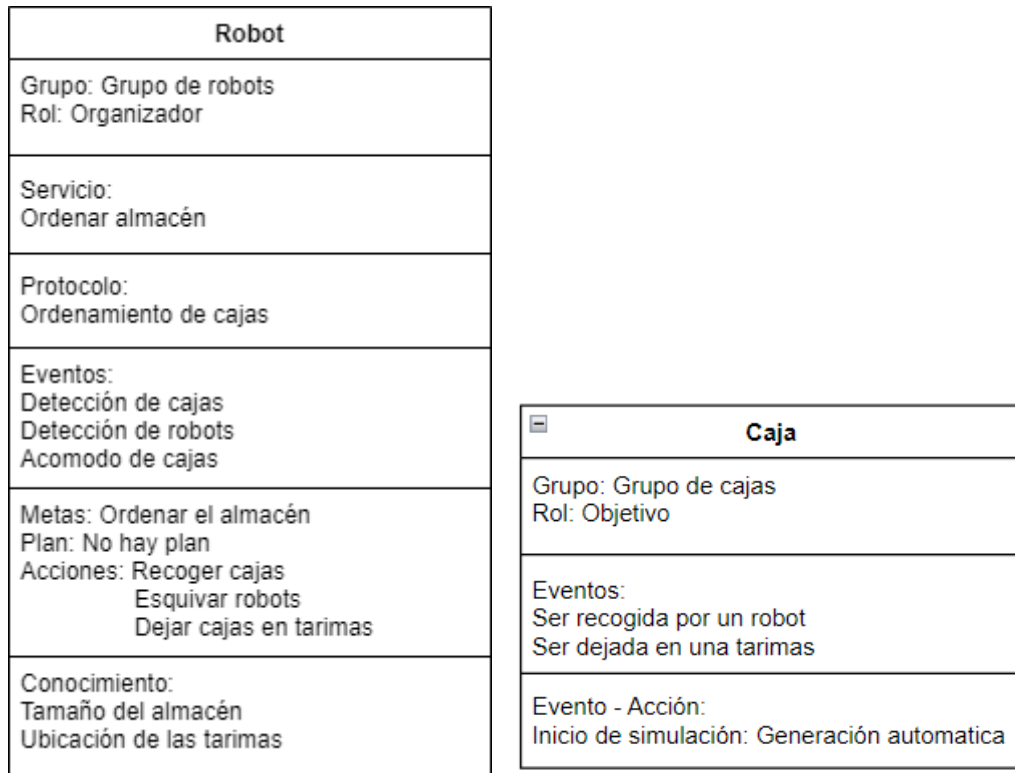 Robot
Grupo: Grupo de robots
Rol: Organizador
Servicio:
Ordenar almacén
Protocolo:
Ordenamiento de cajas
Eventos:
Detección de cajas
Detección de robots
Acomodo de cajas
Metas: Ordenar el almacén
Plan: No hay plan
Acciones: Recoger cajas
Esquivar robots
Dejar cajas en tarimas
Conocimiento:
Tamaño del almacén
Ubicación de las tarimas
Caja
Grupo: Grupo de cajas
Rol: Objetivo
Eventos:
Ser recogida por un robot
Ser dejada en una tarimas
Evento - Acción:
Inicio de simulación: Generación automatica